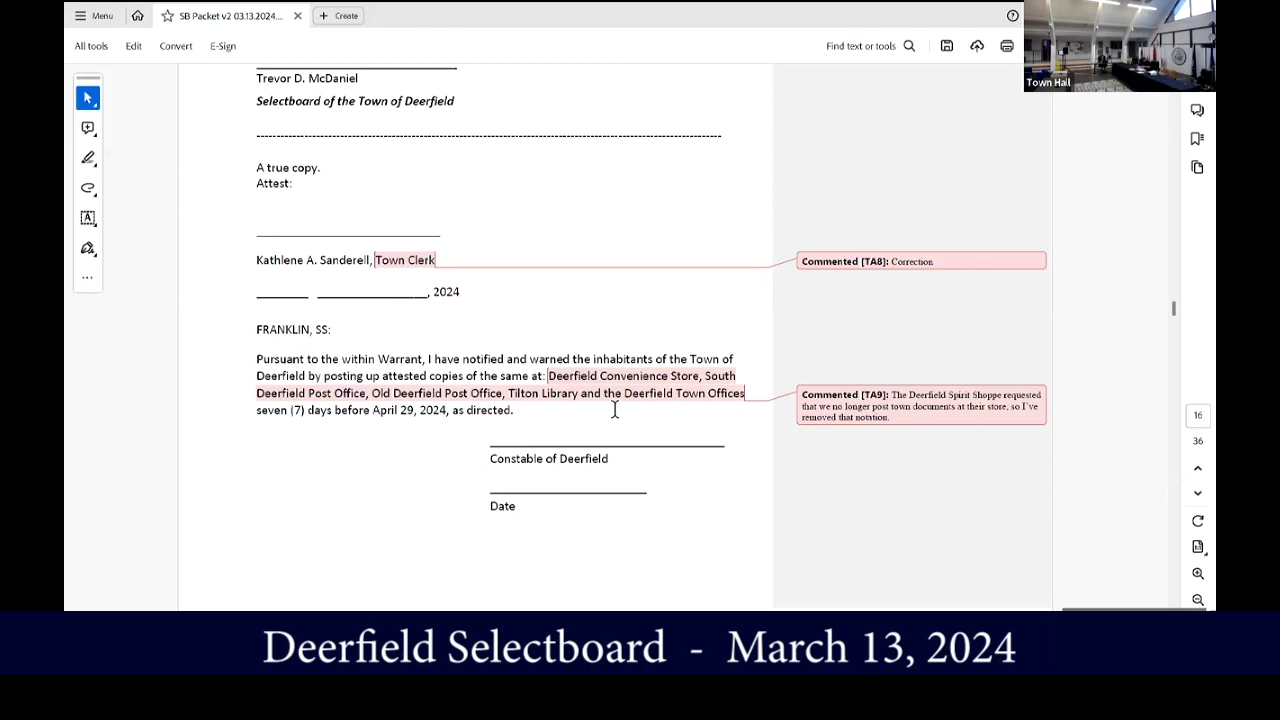 Menu
SB Packet v2 03.13.2024...
Create
All tools
Edit
Convert
E-Sign
Find text or tools
Town Hall
Trevor D. McDaniel
Selectboard of the Town of Deerfield
A true copy.
Attest:
Kathlene A. Sanderell, Town Clerk
Commented [TA8]: Correction
, 2024
FRANKLIN, SS:
Pursuant to the within Warrant, I have notified and warned the inhabitants of the Town of
Deerfield by posting up attested copies of the same at: Deerfield Convenience Store, South
Deerfield Post Office, Old Deerfield Post Office, Tilton Library and the Deerfield Town Offices
seven (7) days before April 29, 2024, as directed.
Commented [TA9]: The Deerfield Spirit Shoppe requested
that we no longer post town documents at their store, so I've
removed that notation.
Constable of Deerfield
Date
16
36
Deerfield Selectboard - March 13, 2024